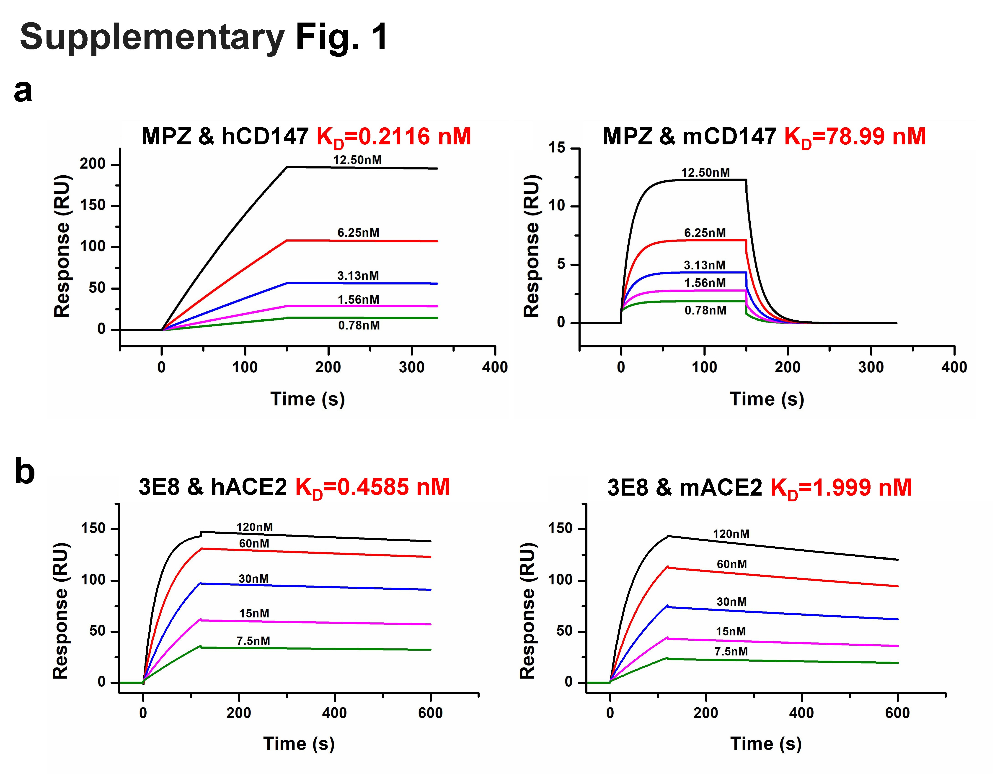 Supplementary Fig. 1
a
MPZ & hCD147 KD=0.2116 nM
Response (RU)
200
150
100
50
0
12.50nM
6.25nM
3.13nM
1.56nM
0.78nM
0 100 200 300 400
Time (s)
MPZ & mCD147 KD=78.99 nM
Response (RU)
15
10
5
0
12.50nM
6.25nM
3.13nM
1.56nM
0.78nM
0 100 200 300 400
Time (s)
b
3E8 & hACE2 KD=0.4585 nM
Response (RU)
150
100
50
0
120nM
60nM
30nM
15nM
7.5nM
0 200 400 600
Time (s)
3E8 & mACE2 KD=1.999 nM
Response (RU)
150
100
50
0
120nM
60nM
30nM
15nM
7.5nM
0 200 400 600
Time (s)